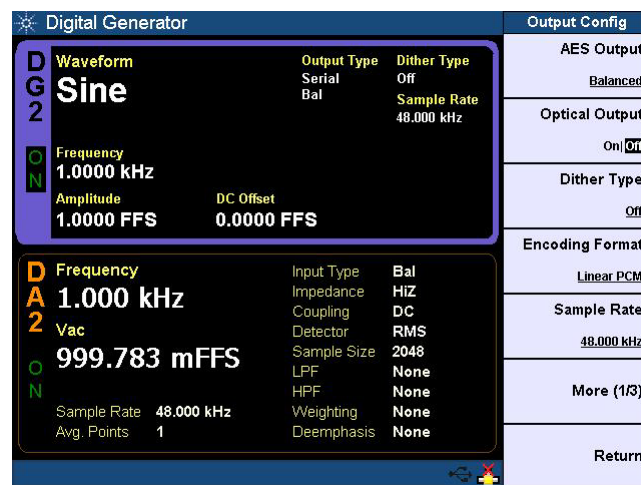 Digital Generator
DG2
ON
Waveform
Sine
Output Type
Serial
Bal
Dither Type
Off
Sample Rate
48.000 kHz
Frequency
1.0000 kHz
Amplitude
1.0000 FFS
DC Offset
0.0000 FFS
DA2
ON
Frequency
1.000 kHz
Vac
999.783 mFFS
Sample Rate 48.000 kHz
Avg. Points 1
Input Type Bal
Impedance HiZ
Coupling DC
Detector RMS
Sample Size 2048
LPF None
HPF None
Weighting None
Deemphasis None
Output Config
AES Output
Balanced
Optical Output
On|Off
Dither Type
Off
Encoding Format
Linear PCM
Sample Rate
48.000 kHz
More (1/3)
Return